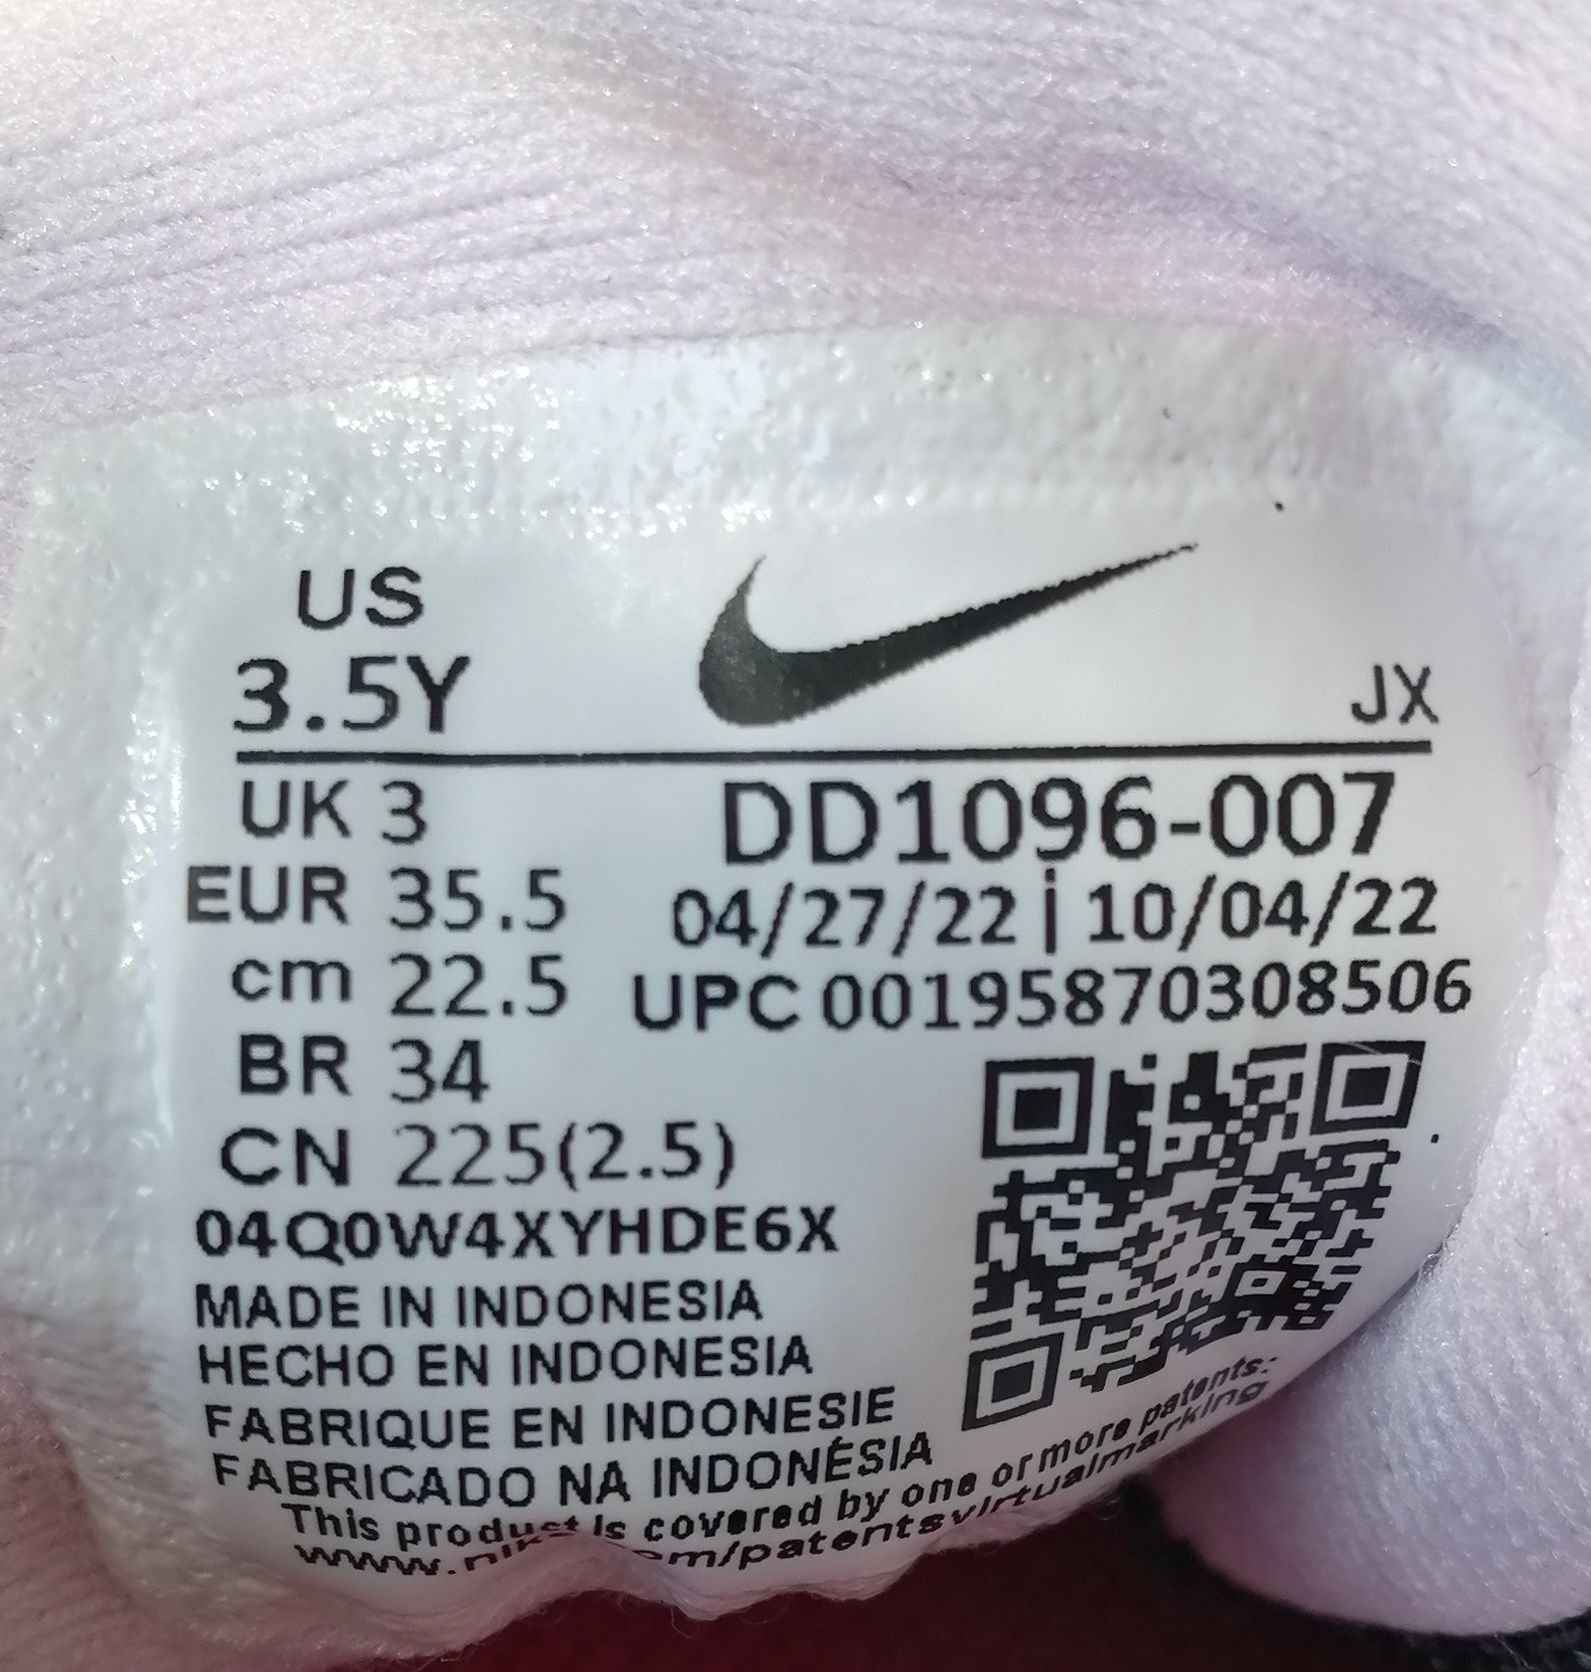 US
3.5Y
JX
UK 3
EUR 35.5
cm 22.5
BR 34
CN 225(2.5)
DD1096-007
04/27/22 | 10/04/22
UPC 00195870308506
04Q0W4XYHDE6X
MADE IN INDONESIA
HECHO EN INDONESIA
FABRIQUE EN INDONESIE
FABRICADO NA INDONÉSIA
This product is covered by one or more patents:
/patentsvirtualmarking